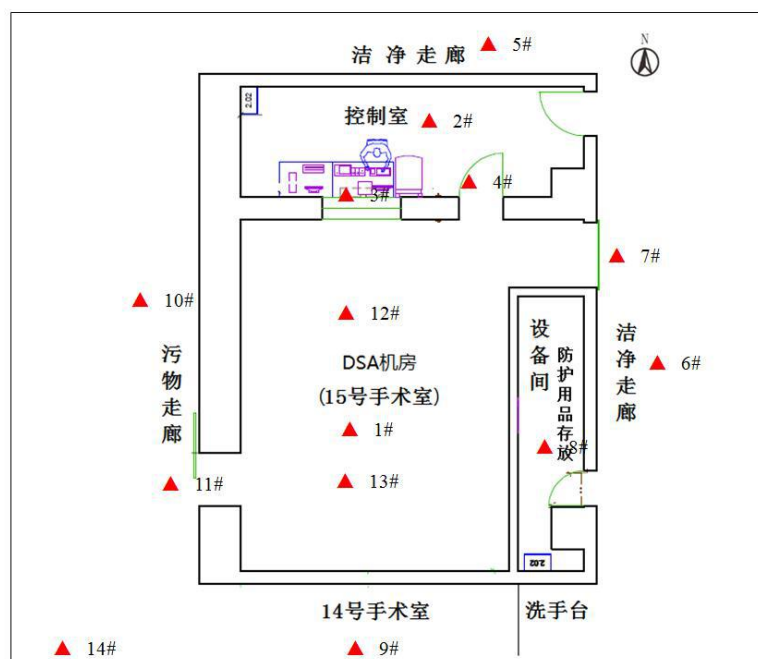 洁净走廊
5#
N
2.02
控制室
2#
3#
4#
7#
10#
12#
污物走廊
DSA机房
(15号手术室)
设备间
防护用品存放
洁净走廊
6#
1#
8#
11#
13#
2.02
14号手术室
洗手台
14#
9#